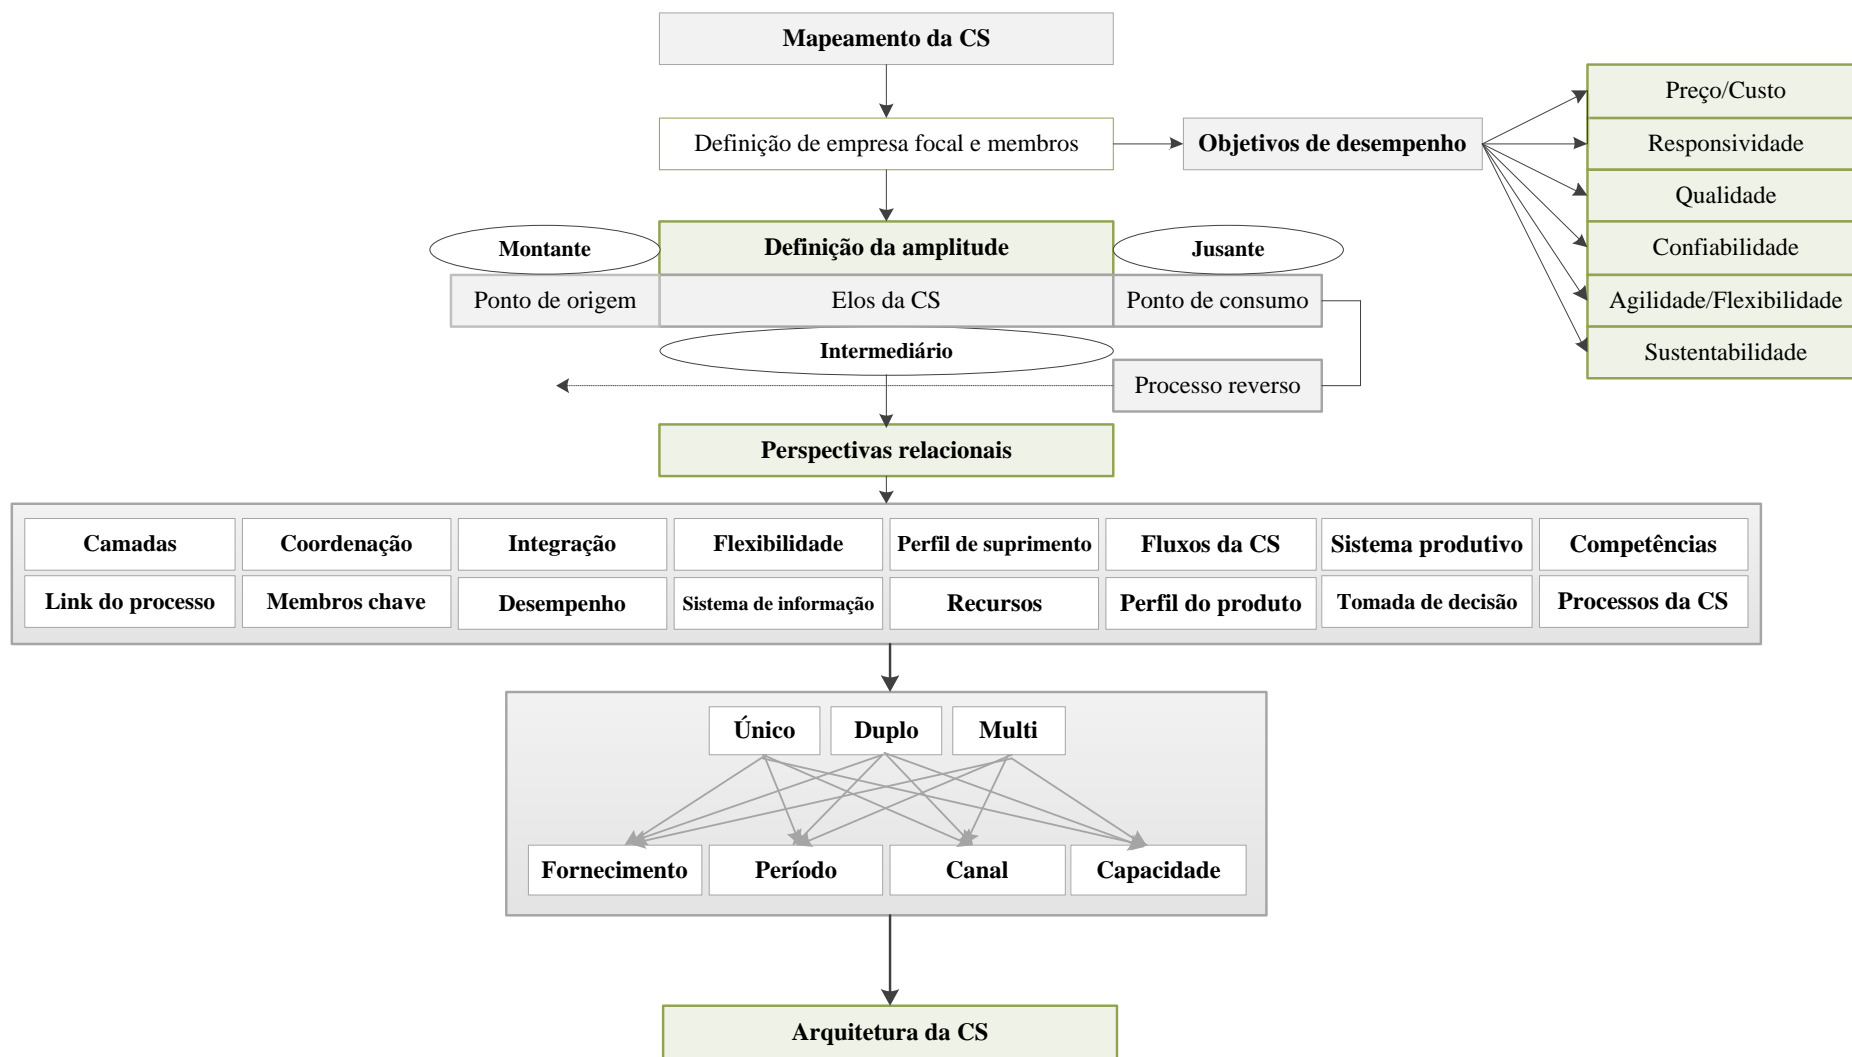 Mapeamento da CS
Definição de empresa focal e membros
Objetivos de desempenho
Preço/Custo
Responsividade
Qualidade
Confiabilidade
Agilidade/Flexibilidade
Sustentabilidade
Montante
Definição da amplitude
Jusante
Ponto de origem
Elos da CS
Ponto de consumo
Intermediário
Processo reverso
Perspectivas relacionais
Camadas
Coordenação
Integração
Flexibilidade
Perfil de suprimento
Fluxos da CS
Sistema produtivo
Competências
Link do processo
Membros chave
Desempenho
Sistema de informação
Recursos
Perfil do produto
Tomada de decisão
Processos da CS
Único
Duplo
Multi
Fornecimento
Período
Canal
Capacidade
Arquitetura da CS